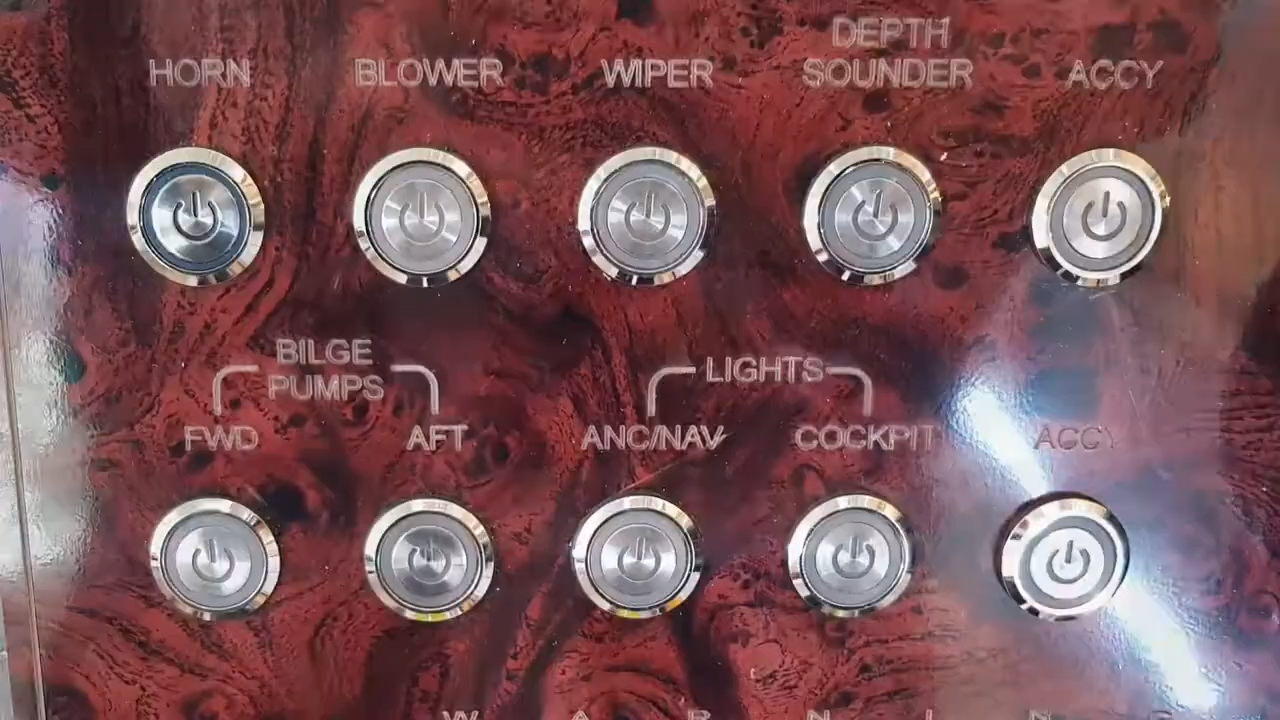 HORN BLOWER WIPER DEPTH SOUNDER ACCY
BILGE PUMPS LIGHTS
FWD AFT ANC/NAV COCKPIT ACCY
W A R N I N G